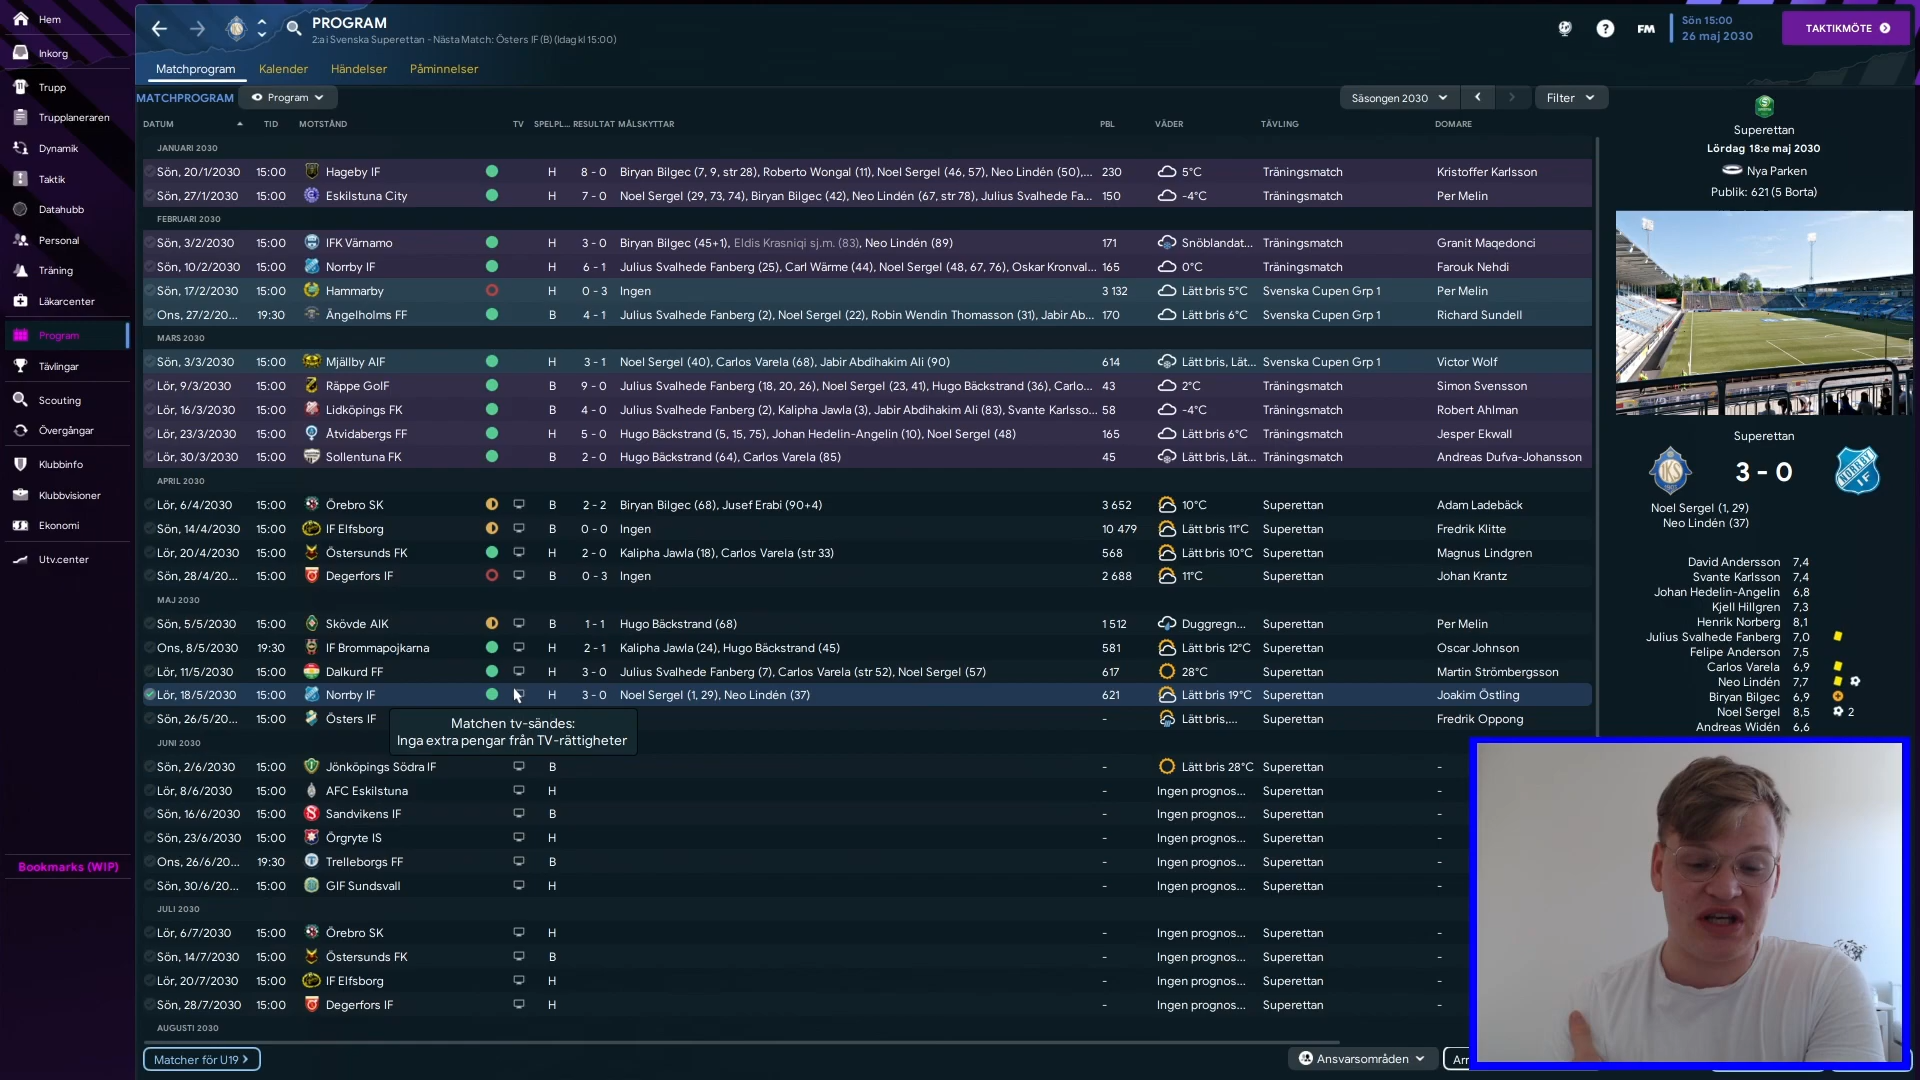 Hem
Inkorg
Trupp
Trupplaneraren
Dynamik
Taktik
Datahubb
Personal
Träning
Läkarcenter
Program
Tävlingar
Scouting
Övergångar
Klubbinfo
Klubbvisioner
Ekonomi
Utv.center
Bookmarks (WIP)
PROGRAM
2:a i Svenska Superettan - Nästa Match: Östers IF (B) (Idag kl 15:00)
FM
Sön 15:00
26 maj 2030
TAKTIKMÖTE
Matchprogram Kalender Händelser Påminnelser
MATCHPROGRAM Program Säsongen 2030 Filter
DATUM TID MOTSTÅND TV SPELPL... RESULTAT MÅLSKYTTAR PBL VÄDER TÄVLING DOMARE
JANUARI 2030
Sön, 20/1/2030 15:00 Hageby IF H 8 - 0 Biryan Bilgec (7, 9, str 28), Roberto Wongal (11), Noel Sergel (46, 57), Neo Lindén (50),... 230 5°C Träningsmatch Kristoffer Karlsson
Sön, 27/1/2030 15:00 Eskilstuna City H 7 - 0 Noel Sergel (29, 73, 74), Biryan Bilgec (42), Neo Lindén (67, str 78), Julius Svalhede Fa... 150 -4°C Träningsmatch Per Melin
FEBRUARI 2030
Sön, 3/2/2030 15:00 IFK Värnamo H 3 - 0 Biryan Bilgec (45+1), Eldis Krasniqi sj.m. (83), Neo Lindén (89) 171 Snöblandat... Träningsmatch Granit Maqedonci
Sön, 10/2/2030 15:00 Norrby IF H 6 - 1 Julius Svalhede Fanberg (25), Carl Wärme (44), Noel Sergel (48, 67, 76), Oskar Kronval... 165 0°C Träningsmatch Farouk Nehdi
Sön, 17/2/2030 15:00 Hammarby H 0 - 3 Ingen 3 132 Lätt bris 5°C Svenska Cupen Grp 1 Per Melin
Ons, 27/2/20... 19:30 Ängelholms FF B 4 - 1 Julius Svalhede Fanberg (2), Noel Sergel (22), Robin Wendin Thomasson (31), Jabir Ab... 170 Lätt bris 6°C Svenska Cupen Grp 1 Richard Sundell
MARS 2030
Sön, 3/3/2030 15:00 Mjällby AIF H 3 - 1 Noel Sergel (40), Carlos Varela (68), Jabir Abdihakim Ali (90) 614 Lätt bris, Lät... Svenska Cupen Grp 1 Victor Wolf
Lör, 9/3/2030 15:00 Räppe GoIF B 9 - 0 Julius Svalhede Fanberg (18, 20, 26), Noel Sergel (23, 41), Hugo Bäckstrand (36), Carlo... 43 2°C Träningsmatch Simon Svensson
Lör, 16/3/2030 15:00 Lidköpings FK B 4 - 0 Julius Svalhede Fanberg (2), Kalipha Jawla (3), Jabir Abdihakim Ali (83), Svante Karlsso... 58 -4°C Träningsmatch Robert Ahlman
Lör, 23/3/2030 15:00 Åtvidabergs FF H 5 - 0 Hugo Bäckstrand (5, 15, 75), Johan Hedelin-Angelin (10), Noel Sergel (48) 165 Lätt bris 6°C Träningsmatch Jesper Ekwall
Lör, 30/3/2030 15:00 Sollentuna FK B 2 - 0 Hugo Bäckstrand (64), Carlos Varela (85) 45 Lätt bris, Lät... Träningsmatch Andreas Dufva-Johansson
APRIL 2030
Lör, 6/4/2030 15:00 Örebro SK B 2 - 2 Biryan Bilgec (68), Jusef Erabi (90+4) 3 652 10°C Superettan Adam Ladebäck
Sön, 14/4/2030 15:00 IF Elfsborg B 0 - 0 Ingen 10 479 Lätt bris 11°C Superettan Fredrik Klitte
Lör, 20/4/2030 15:00 Östersunds FK H 2 - 0 Kalipha Jawla (18), Carlos Varela (str 33) 568 Lätt bris 10°C Superettan Magnus Lindgren
Sön, 28/4/20... 15:00 Degerfors IF B 0 - 3 Ingen 2 688 11°C Superettan Johan Krantz
MAJ 2030
Sön, 5/5/2030 15:00 Skövde AIK B 1 - 1 Hugo Bäckstrand (68) 1 512 Duggregn... Superettan Per Melin
Ons, 8/5/2030 19:30 IF Brommapojkarna H 2 - 1 Kalipha Jawla (24), Hugo Bäckstrand (45) 581 Lätt bris 12°C Superettan Oscar Johnson
Lör, 11/5/2030 15:00 Dalkurd FF H 3 - 0 Julius Svalhede Fanberg (7), Carlos Varela (str 52), Noel Sergel (57) 617 28°C Superettan Martin Strömbergsson
Lör, 18/5/2030 15:00 Norrby IF H 3 - 0 Noel Sergel (1, 29), Neo Lindén (37) 621 Lätt bris 19°C Superettan Joakim Östling
Sön, 26/5/20... 15:00 Östers IF - Lätt bris,... Superettan Fredrik Oppong
Matchen tv-sändes:
Inga extra pengar från TV-rättigheter
JUNI 2030
Sön, 2/6/2030 15:00 Jönköpings Södra IF B - Lätt bris 28°C Superettan -
Lör, 8/6/2030 15:00 AFC Eskilstuna H - Ingen prognos... Superettan -
Sön, 16/6/2030 15:00 Sandvikens IF B - Ingen prognos... Superettan -
Sön, 23/6/2030 15:00 Örgryte IS H - Ingen prognos... Superettan -
Ons, 26/6/20... 19:30 Trelleborgs FF B - Ingen prognos... Superettan -
Sön, 30/6/20... 15:00 GIF Sundsvall H - Ingen prognos... Superettan -
JULI 2030
Lör, 6/7/2030 15:00 Örebro SK H - Ingen prognos... Superettan -
Sön, 14/7/2030 15:00 Östersunds FK B - Ingen prognos... Superettan -
Lör, 20/7/2030 15:00 IF Elfsborg H - Ingen prognos... Superettan -
Sön, 28/7/2030 15:00 Degerfors IF H - Ingen prognos... Superettan -
AUGUSTI 2030
Matcher för U19
Ansvarsområden
Superettan
Lördag 18:e maj 2030
Nya Parken
Publik: 621 (5 Borta)
Superettan
3 - 0
NORRBY IF
Noel Sergel (1, 29)
Neo Lindén (37)
David Andersson 7,4
Svante Karlsson 7,4
Johan Hedelin-Angelin 6,8
Kjell Hillgren 7,3
Henrik Norberg 8,1
Julius Svalhede Fanberg 7,0
Felipe Anderson 7,5
Carlos Varela 6,9
Neo Lindén 7,7
Biryan Bilgec 6,9
Noel Sergel 8,5 2
Andreas Widén 6,6